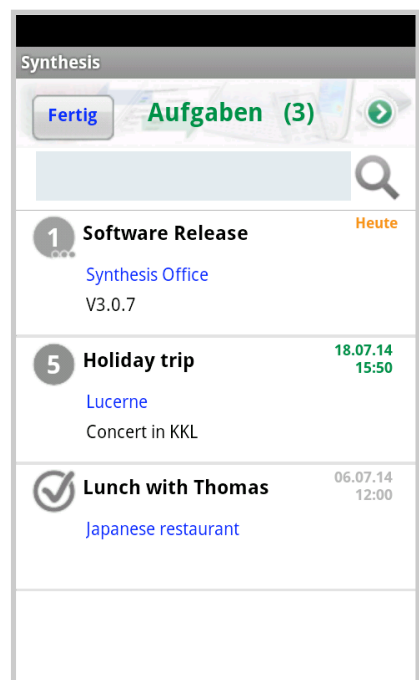 Synthesis
Fertig Aufgaben (3)
1 Software Release Heute
Synthesis Office
V3.0.7
5 Holiday trip 18.07.14
15:50
Lucerne
Concert in KKL
Lunch with Thomas 06.07.14
12:00
Japanese restaurant